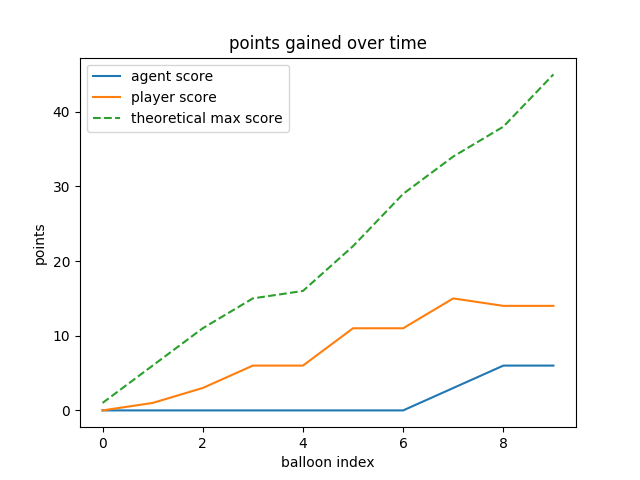 points gained over time
agent score
player score
theoretical max score
points
40
30
20
10
0
0 2 4 6 8
balloon index